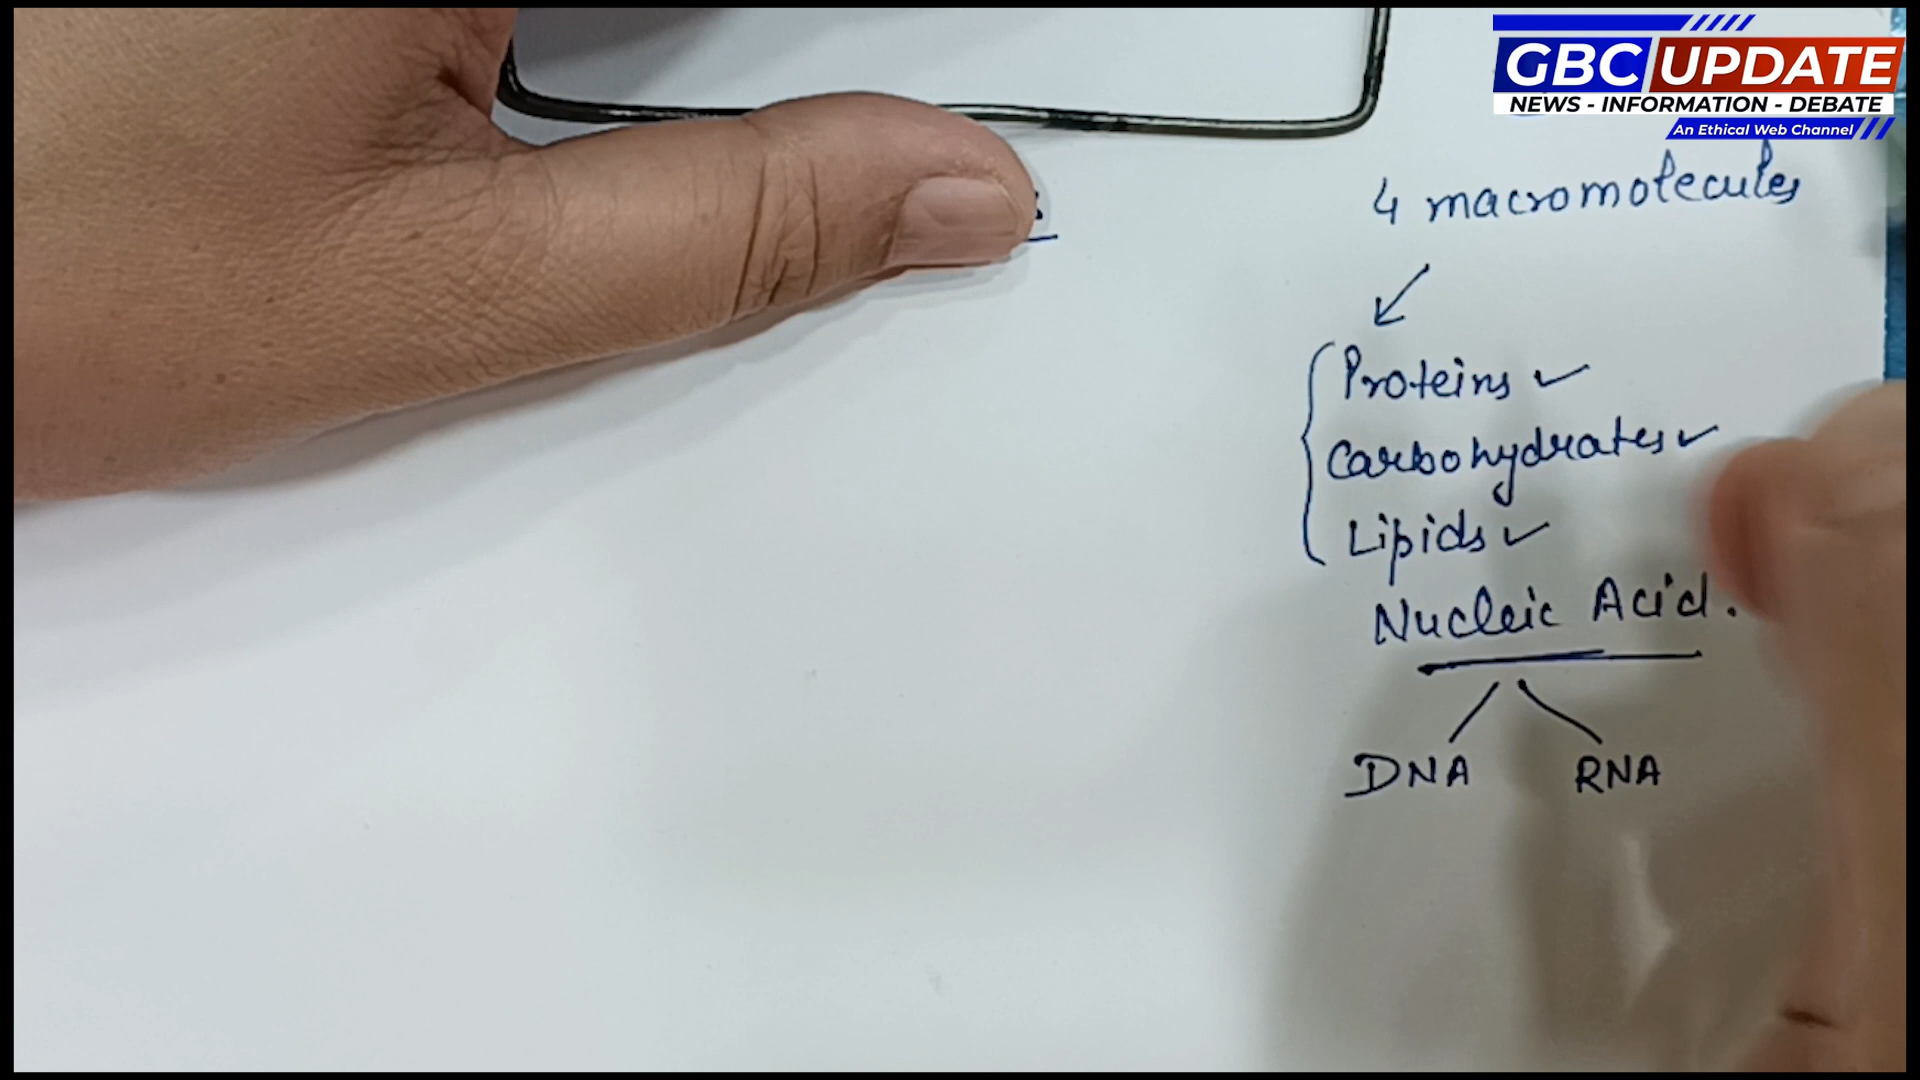 GBC UPDATE
NEWS - INFORMATION - DEBATE
An Ethical Web Channel
4 macromolecules
Proteins ✓
Carbohydrates ✓
Lipids ✓
Nucleic Acid.
DNA RNA